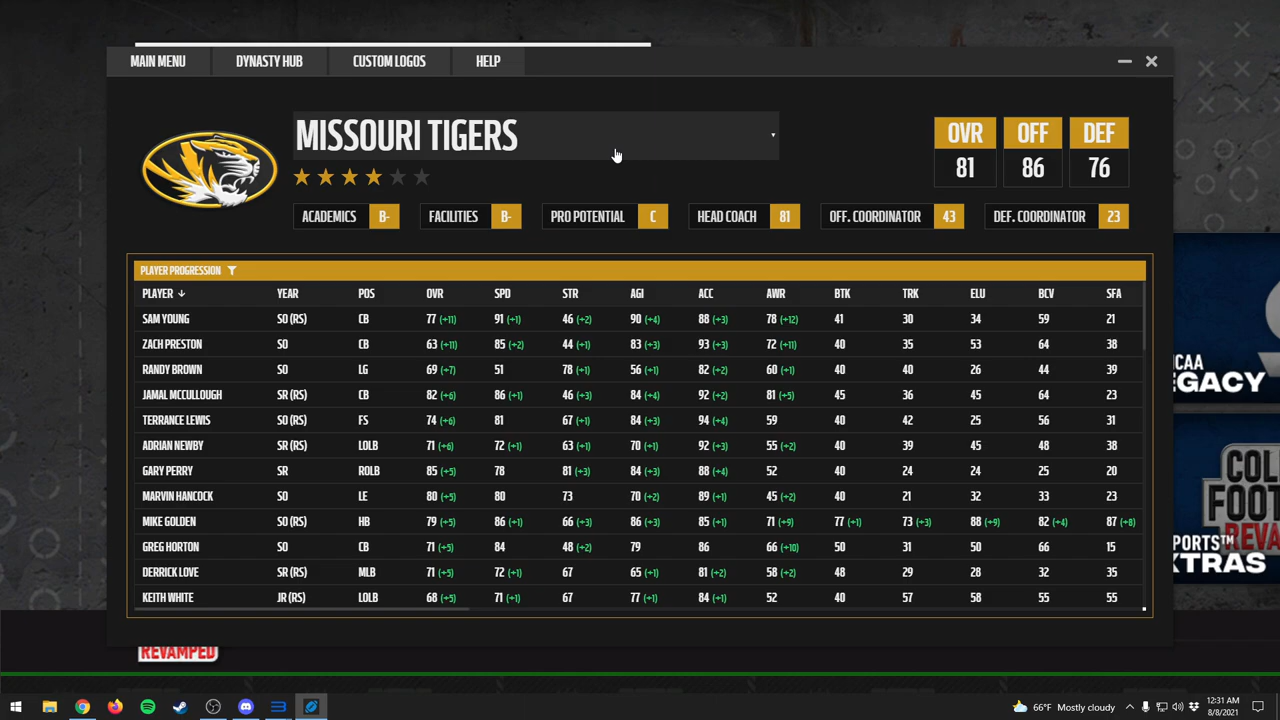 MAIN MENU DYNASTY HUB CUSTOM LOGOS HELP
MISSOURI TIGERS
OVR OFF DEF
81 86 76
ACADEMICS B- FACILITIES B- PRO POTENTIAL C HEAD COACH 81 OFF. COORDINATOR 43 DEF. COORDINATOR 23
PLAYER PROGRESSION
PLAYER YEAR POS OVR SPD STR AGI ACC AWR BTK TRK ELU BCV SFA
SAM YOUNG SO (RS) CB 77 (+11) 91 (+1) 46 (+2) 90 (+4) 88 (+3) 78 (+12) 41 30 34 59 21
ZACH PRESTON SO CB 63 (+11) 85 (+2) 44 (+1) 83 (+3) 93 (+3) 72 (+11) 40 35 53 64 38
RANDY BROWN SO LG 69 (+7) 51 78 (+1) 56 (+1) 82 (+2) 60 (+1) 40 40 26 44 39
JAMAL MCCULLOUGH SR (RS) CB 82 (+6) 86 (+1) 46 (+3) 84 (+4) 92 (+2) 81 (+5) 45 36 45 64 23
TERRANCE LEWIS SO (RS) FS 74 (+6) 81 67 (+1) 84 (+3) 94 (+4) 59 42 42 25 56 31
ADRIAN NEWBY SR (RS) LOLB 71 (+6) 72 (+1) 63 (+1) 70 (+1) 92 (+3) 55 (+2) 40 39 45 48 38
GARY PERRY SR ROLB 85 (+5) 78 81 (+3) 84 (+3) 88 (+4) 52 40 24 24 25 20
MARVIN HANCOCK SO LE 80 (+5) 80 73 70 (+2) 89 (+1) 45 (+2) 40 21 32 33 23
MIKE GOLDEN SO (RS) HB 79 (+5) 86 (+1) 66 (+3) 86 (+3) 85 (+1) 71 (+9) 77 (+1) 73 (+3) 88 (+9) 82 (+4) 87 (+8)
GREG HORTON SO CB 71 (+5) 84 48 (+2) 79 86 66 (+10) 50 31 50 66 15
DERRICK LOVE SR (RS) MLB 71 (+5) 72 (+1) 67 65 (+1) 81 (+2) 58 (+2) 48 29 28 32 35
KEITH WHITE JR (RS) LOLB 68 (+5) 71 (+1) 67 77 (+1) 84 (+1) 52 40 57 58 55 55
REVAMPED
66°F Mostly cloudy
12:31 AM
8/8/2021